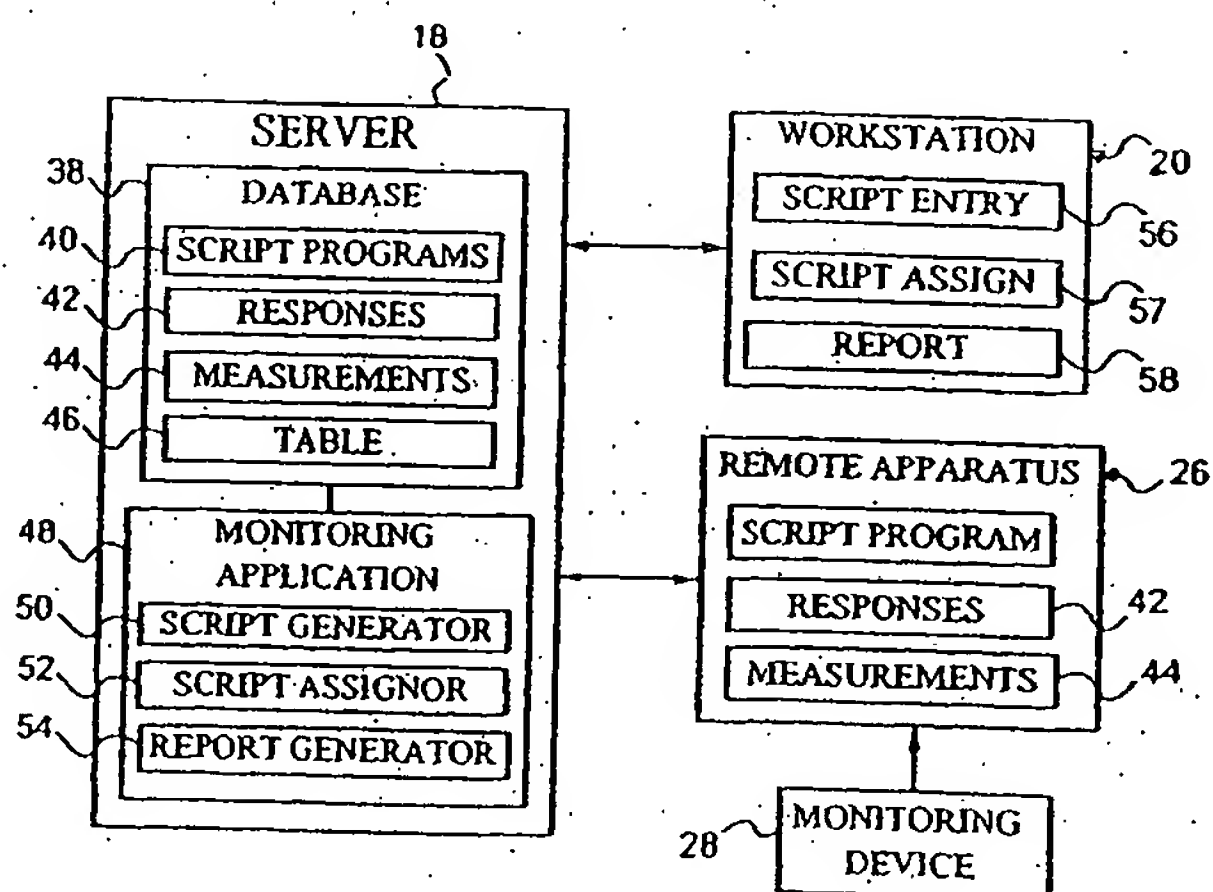 18
SERVER
38
DATABASE
40
SCRIPT PROGRAMS
42
RESPONSES
44
MEASUREMENTS
46
TABLE
48
MONITORING
APPLICATION
50
SCRIPT GENERATOR
52
SCRIPT ASSIGNOR
54
REPORT GENERATOR
WORKSTATION
20
SCRIPT ENTRY
56
SCRIPT ASSIGN
57
REPORT
58
REMOTE APPARATUS
26
SCRIPT PROGRAM
RESPONSES
42
MEASUREMENTS
44
28
MONITORING
DEVICE